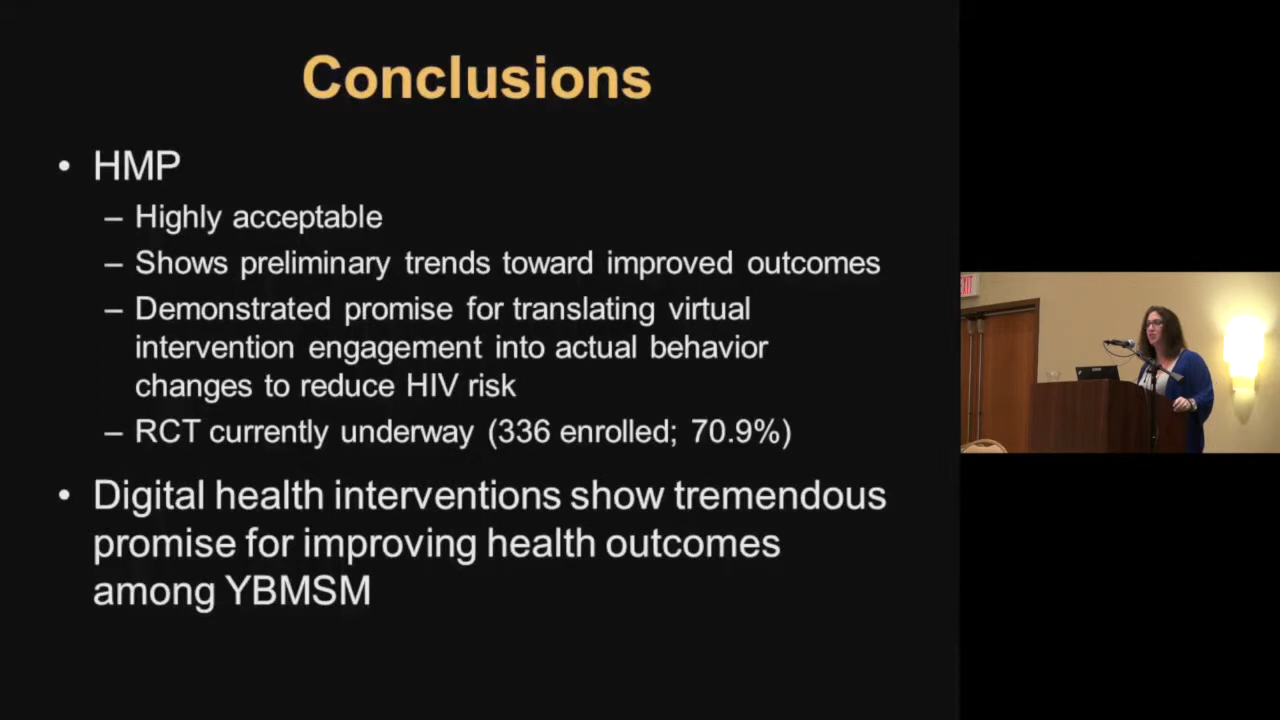 Conclusions
• HMP
– Highly acceptable
– Shows preliminary trends toward improved outcomes
– Demonstrated promise for translating virtual
intervention engagement into actual behavior
changes to reduce HIV risk
– RCT currently underway (336 enrolled; 70.9%)
• Digital health interventions show tremendous
promise for improving health outcomes
among YBMSM
EXIT